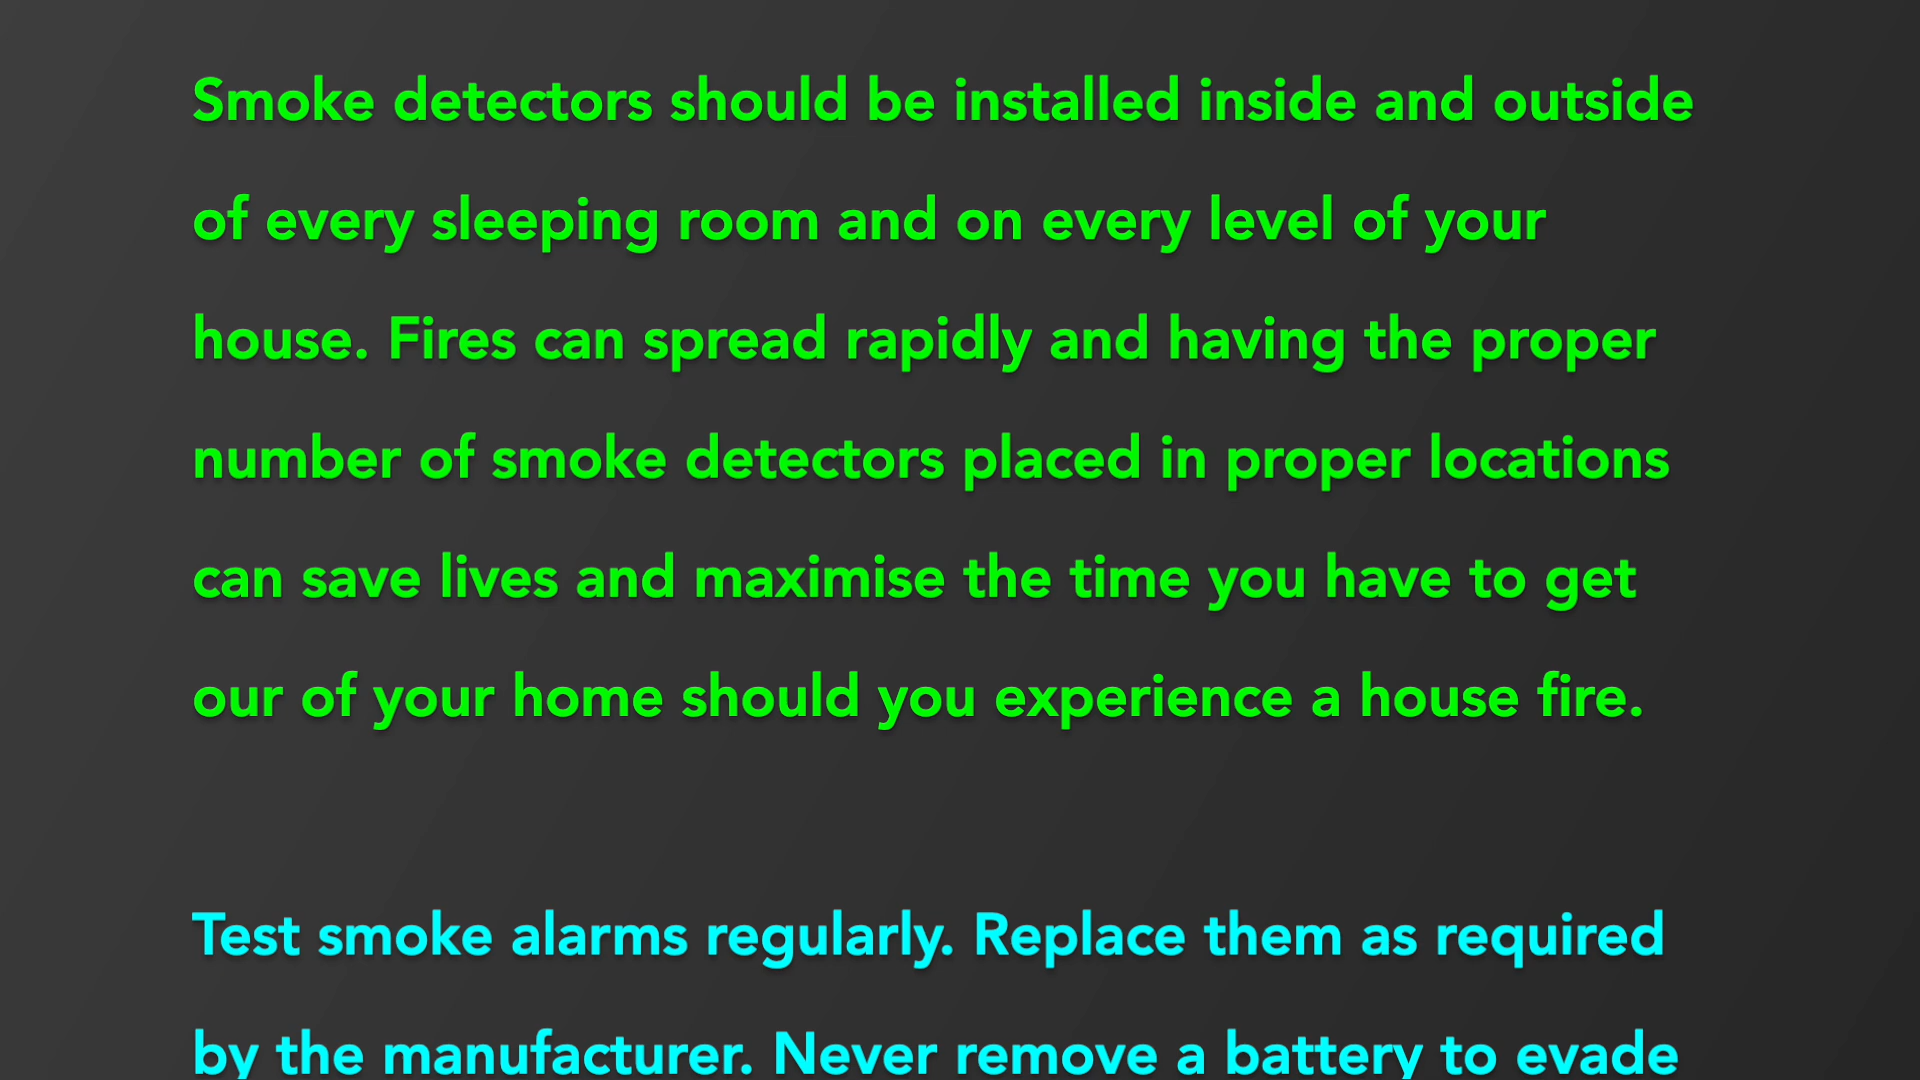 Smoke detectors should be installed inside and outside
of every sleeping room and on every level of your
house. Fires can spread rapidly and having the proper
number of smoke detectors placed in proper locations
can save lives and maximise the time you have to get
our of your home should you experience a house fire.
Test smoke alarms regularly. Replace them as required
by the manufacturer. Never remove a battery to evade